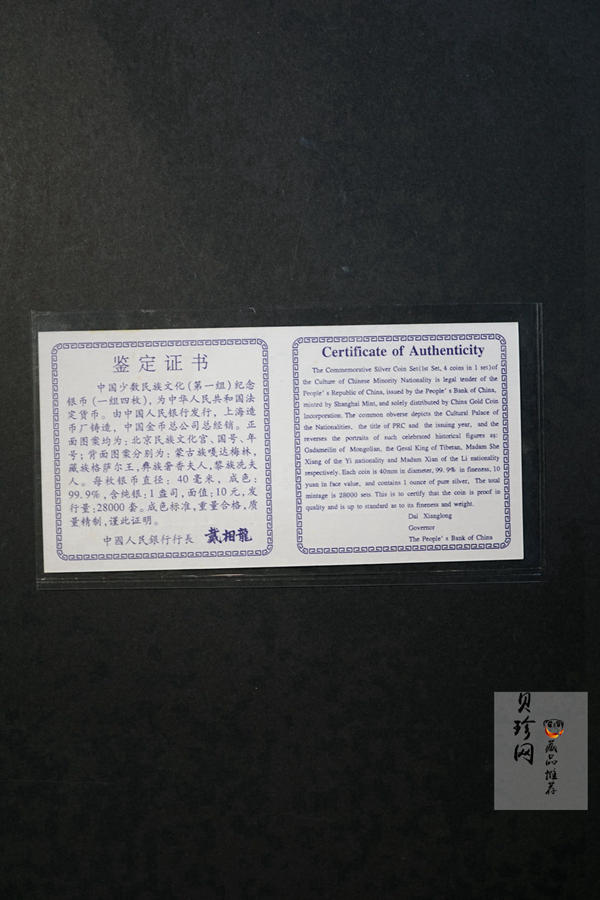 鉴定证书
中国少数民族文化(第一组)纪念
银币(一组四枚),为中华人民共和国法
定货币。由中国人民银行发行,上海造
币厂铸造,中国金币总公司总经销。正
面图案均为:北京民族文化宫、国号、年
号;背面图案分别为:蒙古族嘎达梅林,
藏族格萨尔王,彝族奢香夫人,黎族冼夫
人。每枚银币直径:40毫米,成色:
99.9%,含纯银:1盎司,面值:10元,发
行量:28000套。成色标准,重量合格,质
量精制,谨此证明。
中國人民銀行行長 戴相龍
Certificate of Authenticity
The Commemorative Silver Coin Set(1st Set, 4 coins in 1 set)of
the Culture of Chinese Minority Nationality is legal tender of the
People's Republic of China, issued by the People's Bank of China,
minted by Shanghai Mint, and solely distributed by China Gold Coin
Incorporation. The common obverse depicts the Cultural Palace of
the Nationalities, the title of PRC and the issuing year, and the
reverses the portraits of such celebrated historical figures as:
Gadameilin of Mongolian, the Gesal King of Tibetan, Madam She
Xiang of the Yi nationality and Madam Xian of the Li nationality
respectively. Each coin is 40mm in diameter, 99.9% in fineness, 10
yuan in face value, and contains 1 ounce of pure silver, The total
mintage is 28000 sets. This is to certify that the coin is proof in
quality and is up to standard as to its fineness and weight.
Dai Xianglong
Governor
The People's Bank of China
贝珍网
藏品推荐